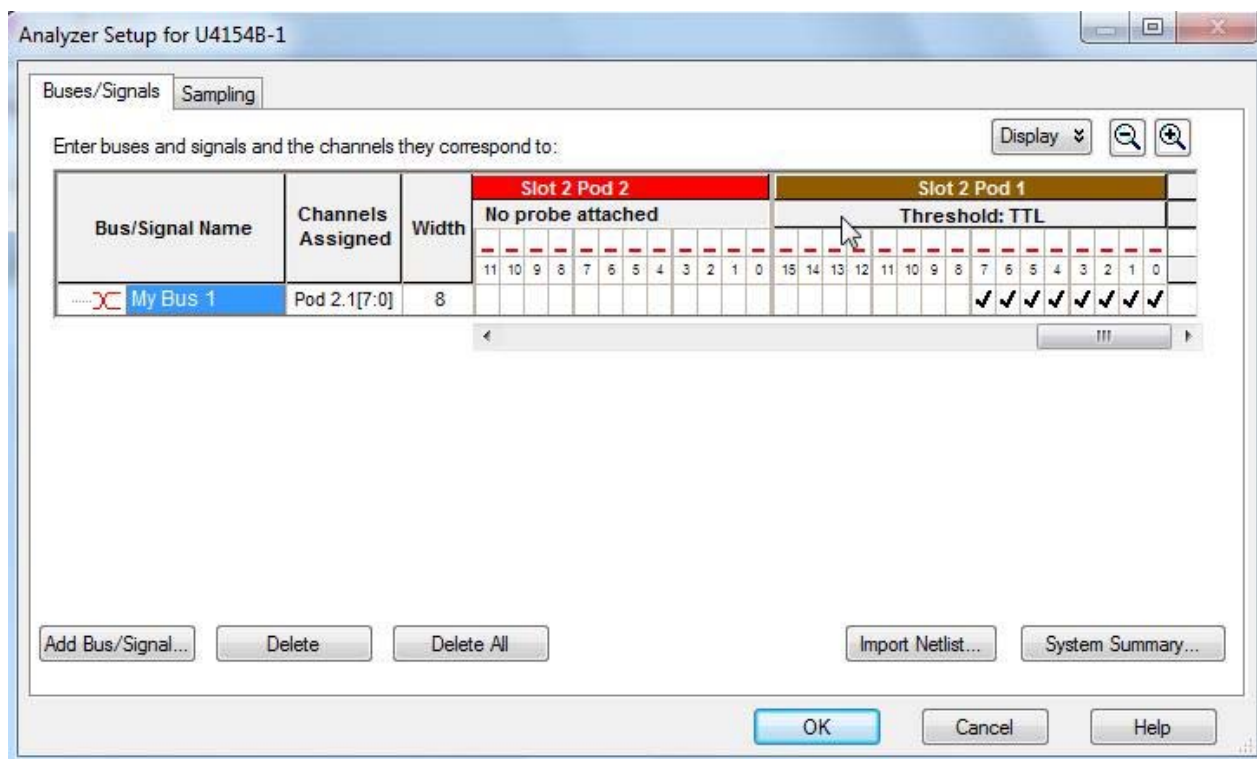 Analyzer Setup for U4154B-1
Buses/Signals Sampling
Enter buses and signals and the channels they correspond to:
Display
Bus/Signal Name Channels Assigned Width
Slot 2 Pod 2 Slot 2 Pod 1
No probe attached Threshold: TTL
11 10 9 8 7 6 5 4 3 2 1 0 15 14 13 12 11 10 9 8 7 6 5 4 3 2 1 0
My Bus 1 Pod 2.1[7:0] 8
Add Bus/Signal... Delete Delete All Import Netlist... System Summary...
OK Cancel Help